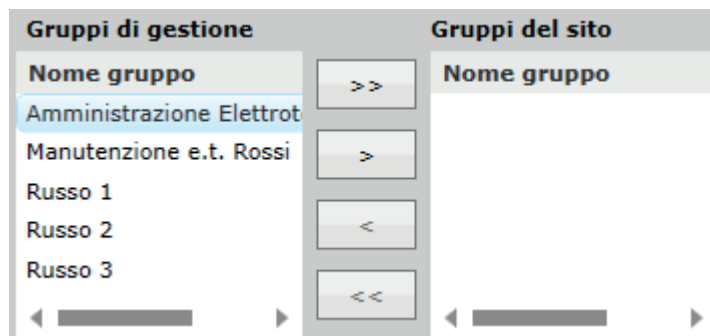 Gruppi di gestione
Nome gruppo
Amministrazione Elettrot
Manutenzione e.t. Rossi
Russo 1
Russo 2
Russo 3
>>
>
<
<<
Gruppi del sito
Nome gruppo